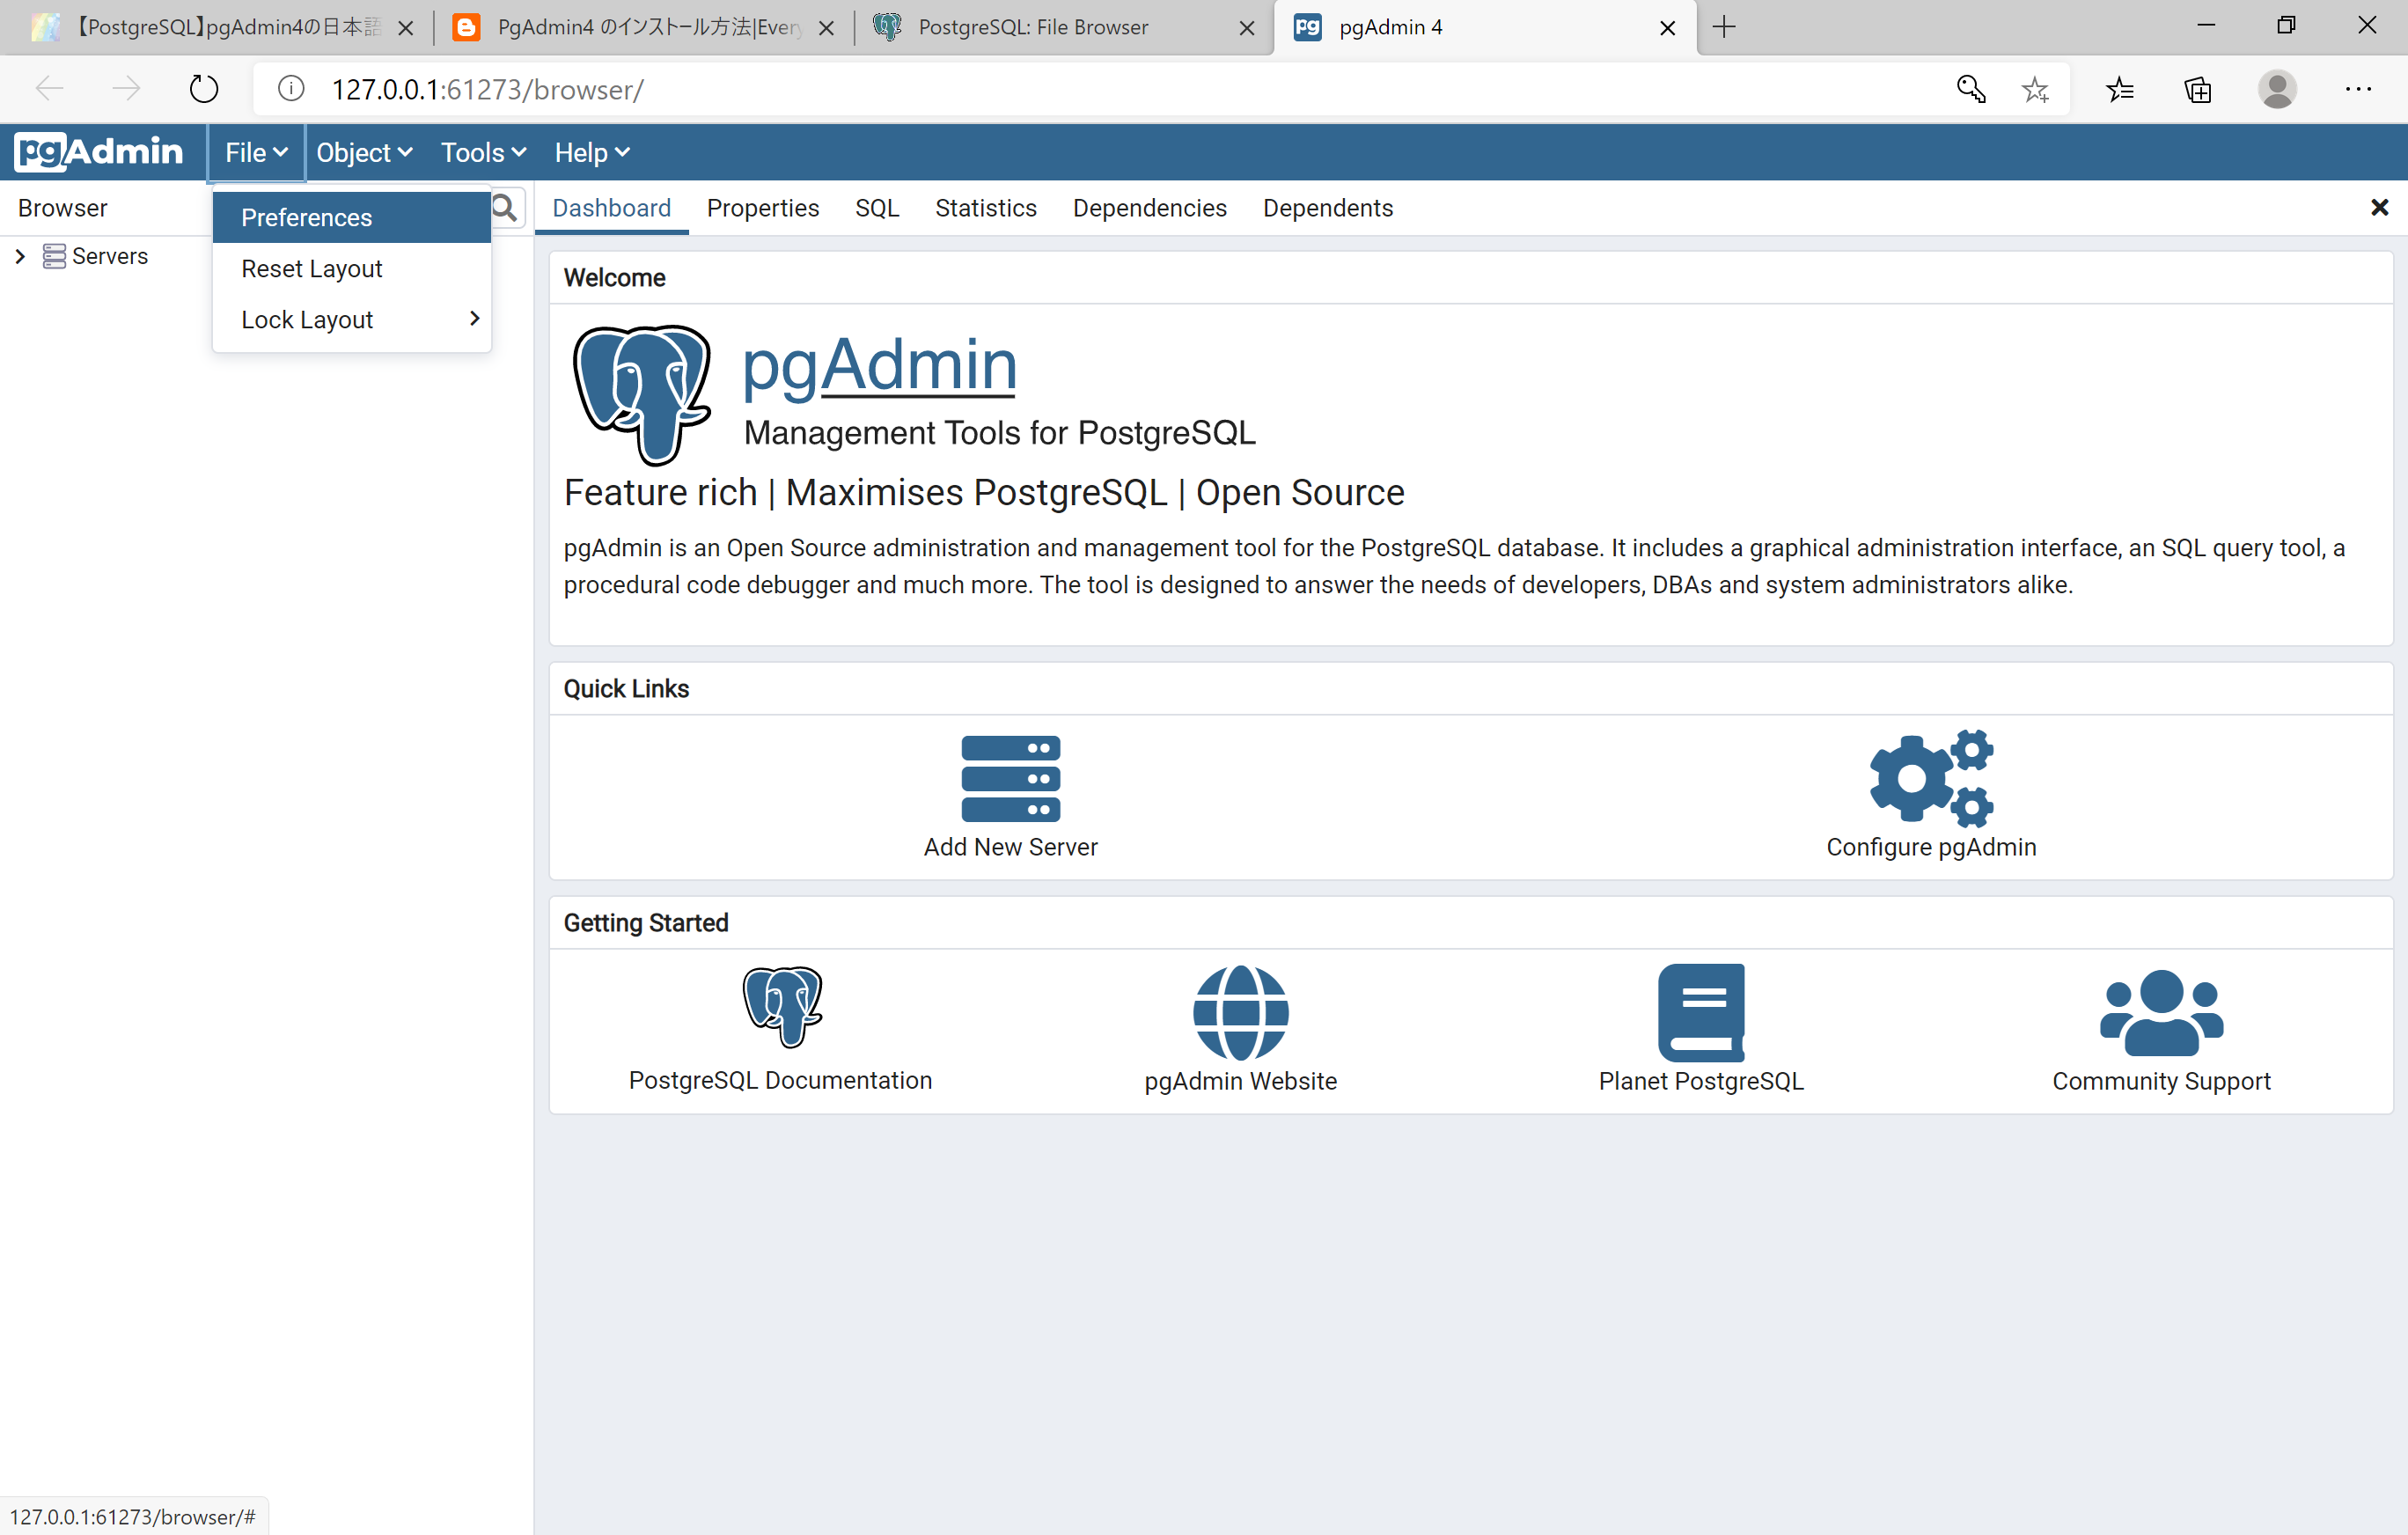 【PostgreSQL】pgAdmin4の日本語
PgAdmin4 のインストール方法|Every
PostgreSQL: File Browser
pgAdmin 4
127.0.0.1:61273/browser/
pgAdmin
File
Object
Tools
Help
Browser
Preferences
Reset Layout
Lock Layout
Servers
Dashboard
Properties
SQL
Statistics
Dependencies
Dependents
Welcome
pgAdmin
Management Tools for PostgreSQL
Feature rich | Maximises PostgreSQL | Open Source
pgAdmin is an Open Source administration and management tool for the PostgreSQL database. It includes a graphical administration interface, an SQL query tool, a
procedural code debugger and much more. The tool is designed to answer the needs of developers, DBAs and system administrators alike.
Quick Links
Add New Server
Configure pgAdmin
Getting Started
PostgreSQL Documentation
pgAdmin Website
Planet PostgreSQL
Community Support
127.0.0.1:61273/browser/#